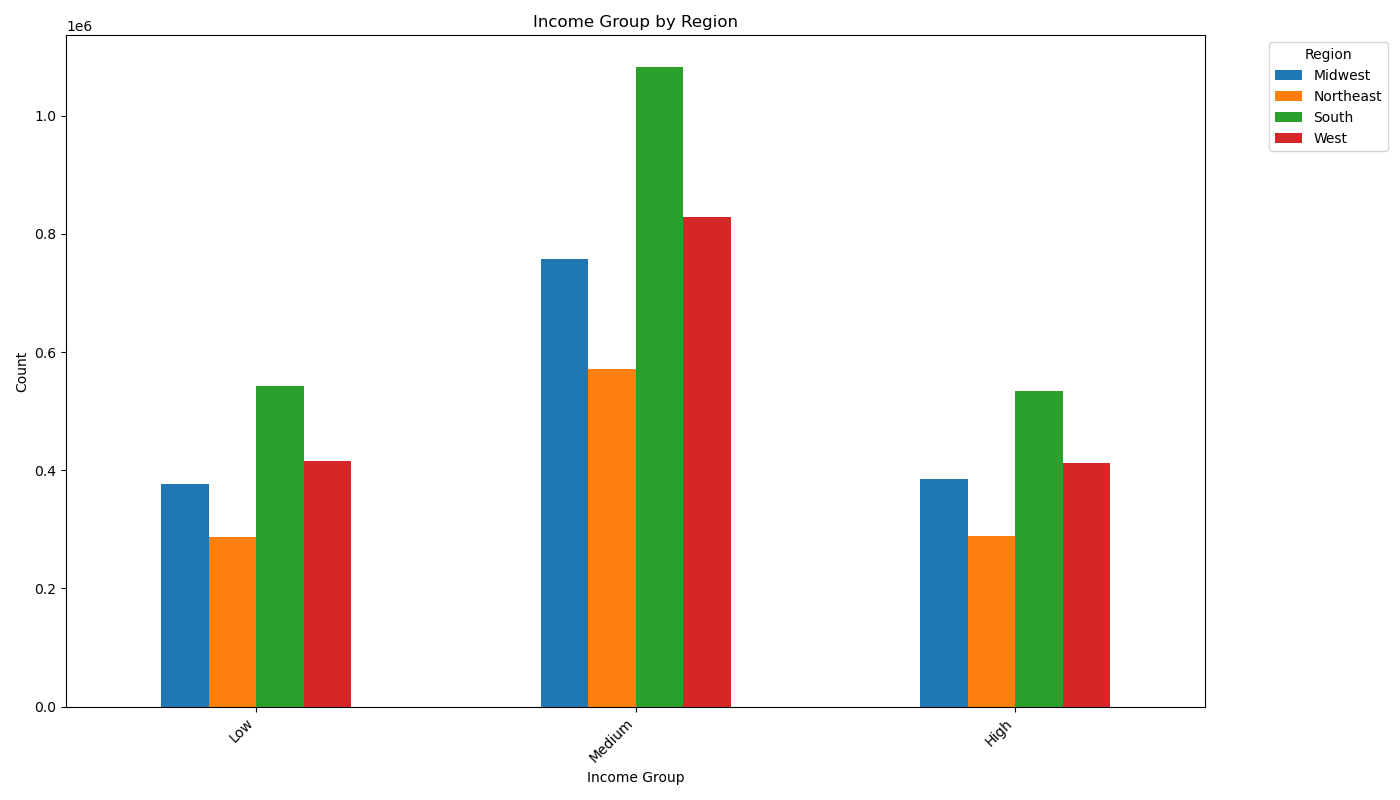 Income Group by Region
1e6
1.0
0.8
0.6
0.4
0.2
0.0
Count
Low
Medium
High
Income Group
Region
Midwest
Northeast
South
West